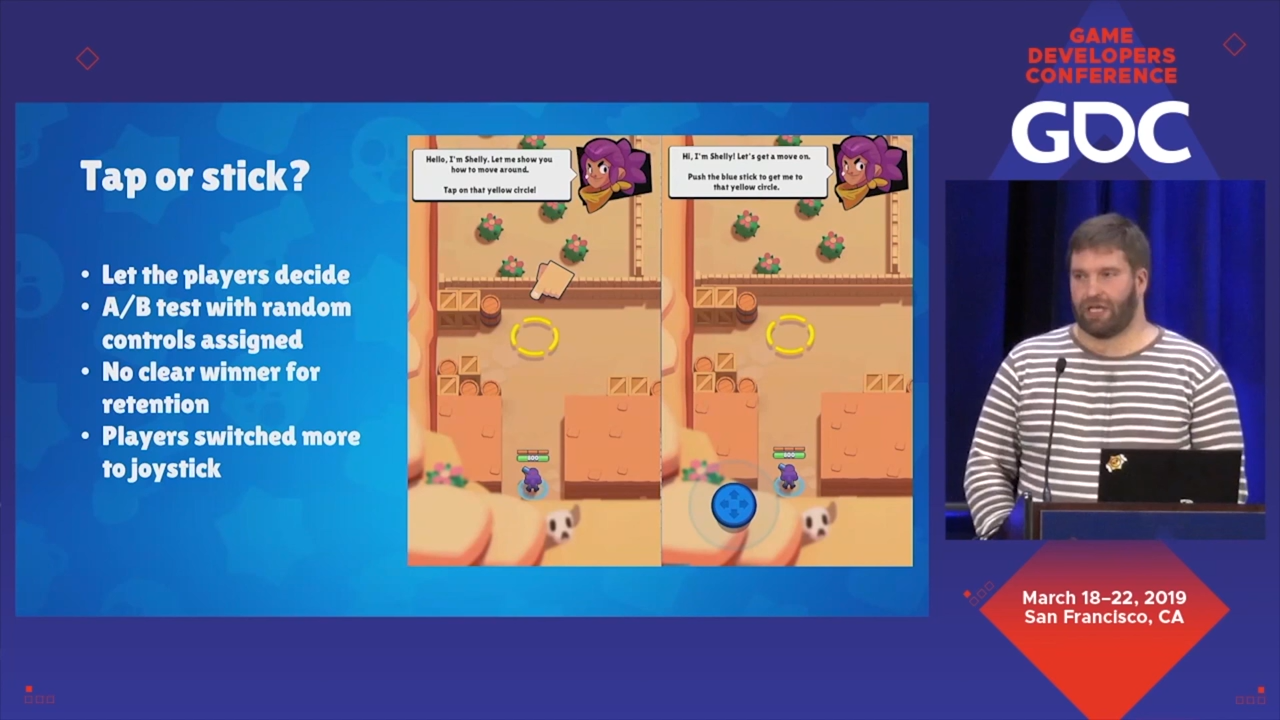 Tap or stick?
• Let the players decide
• A/B test with random
controls assigned
• No clear winner for
retention
• Players switched more
to joystick
Hello, I'm Shelly. Let me show you
how to move around.
Tap on that yellow circle!
600
Hi, I'm Shelly! Let's get a move on.
Push the blue stick to get me to
that yellow circle.
600
GAME
DEVELOPERS
CONFERENCE
GDC
March 18–22, 2019
San Francisco, CA